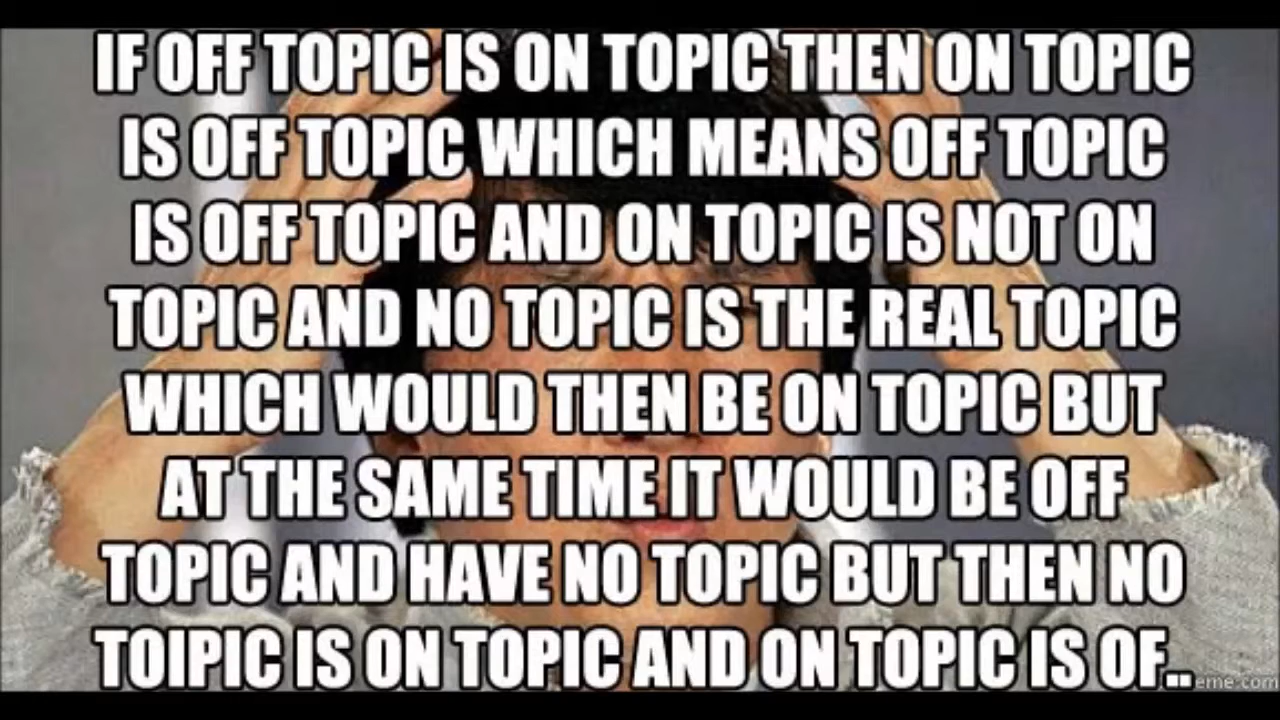 IF OFF TOPIC IS ON TOPIC THEN ON TOPIC
IS OFF TOPIC WHICH MEANS OFF TOPIC
IS OFF TOPIC AND ON TOPIC IS NOT ON
TOPIC AND NO TOPIC IS THE REAL TOPIC
WHICH WOULD THEN BE ON TOPIC BUT
AT THE SAME TIME IT WOULD BE OFF
TOPIC AND HAVE NO TOPIC BUT THEN NO
TOIPIC IS ON TOPIC AND ON TOPIC IS OF..
eme.com